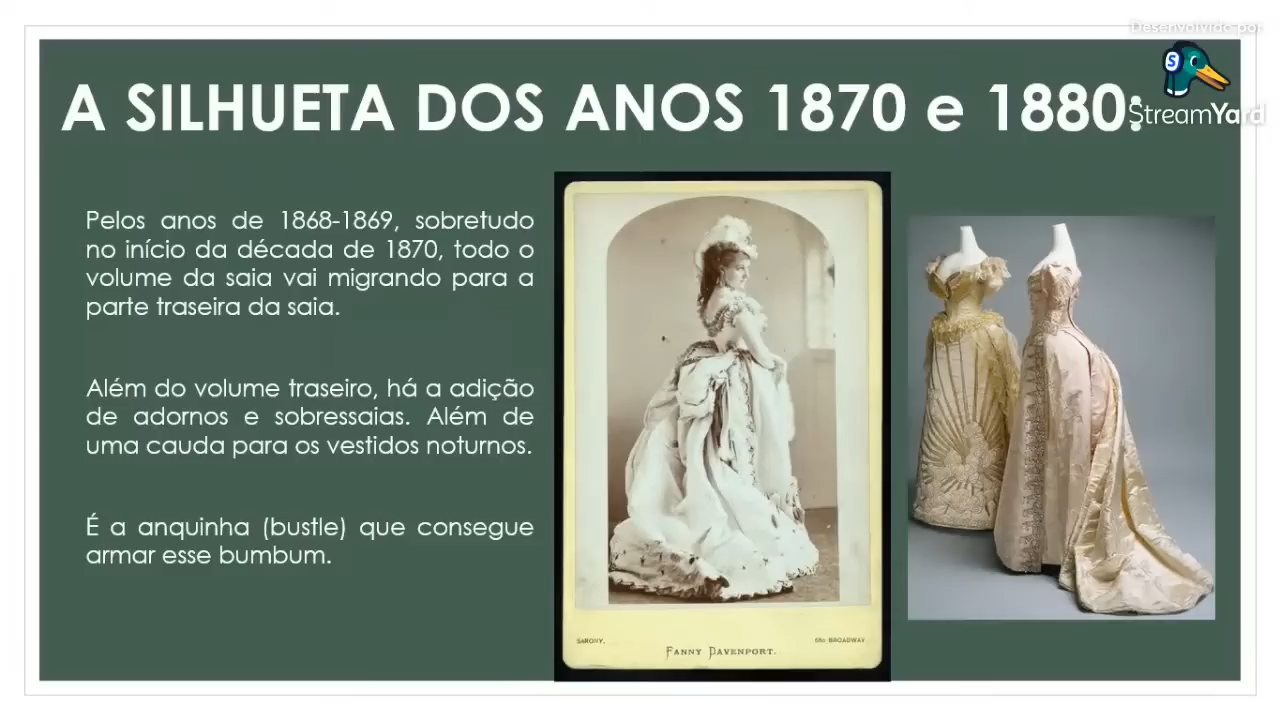 Desenvolvido por
StreamYard
A SILHUETA DOS ANOS 1870 e 1880:
Pelos anos de 1868-1869, sobretudo
no início da década de 1870, todo o
volume da saia vai migrando para a
parte traseira da saia.
Além do volume traseiro, há a adição
de adornos e sobressaias. Além de
uma cauda para os vestidos noturnos.
É a anquinha (bustle) que consegue
armar esse bumbum.
SARONY.
680 BROADWAY
FANNY DAVENPORT.